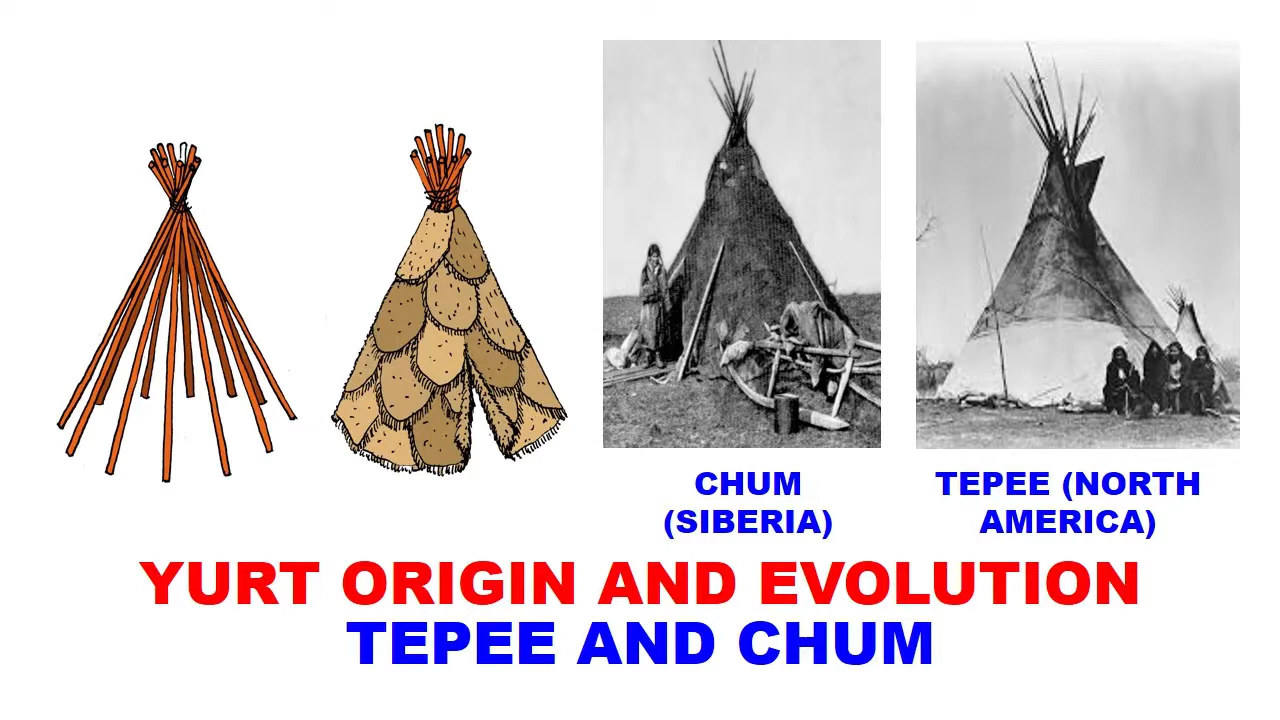 CHUM
(SIBERIA)
TEPEE (NORTH
AMERICA)
YURT ORIGIN AND EVOLUTION
TEPEE AND CHUM